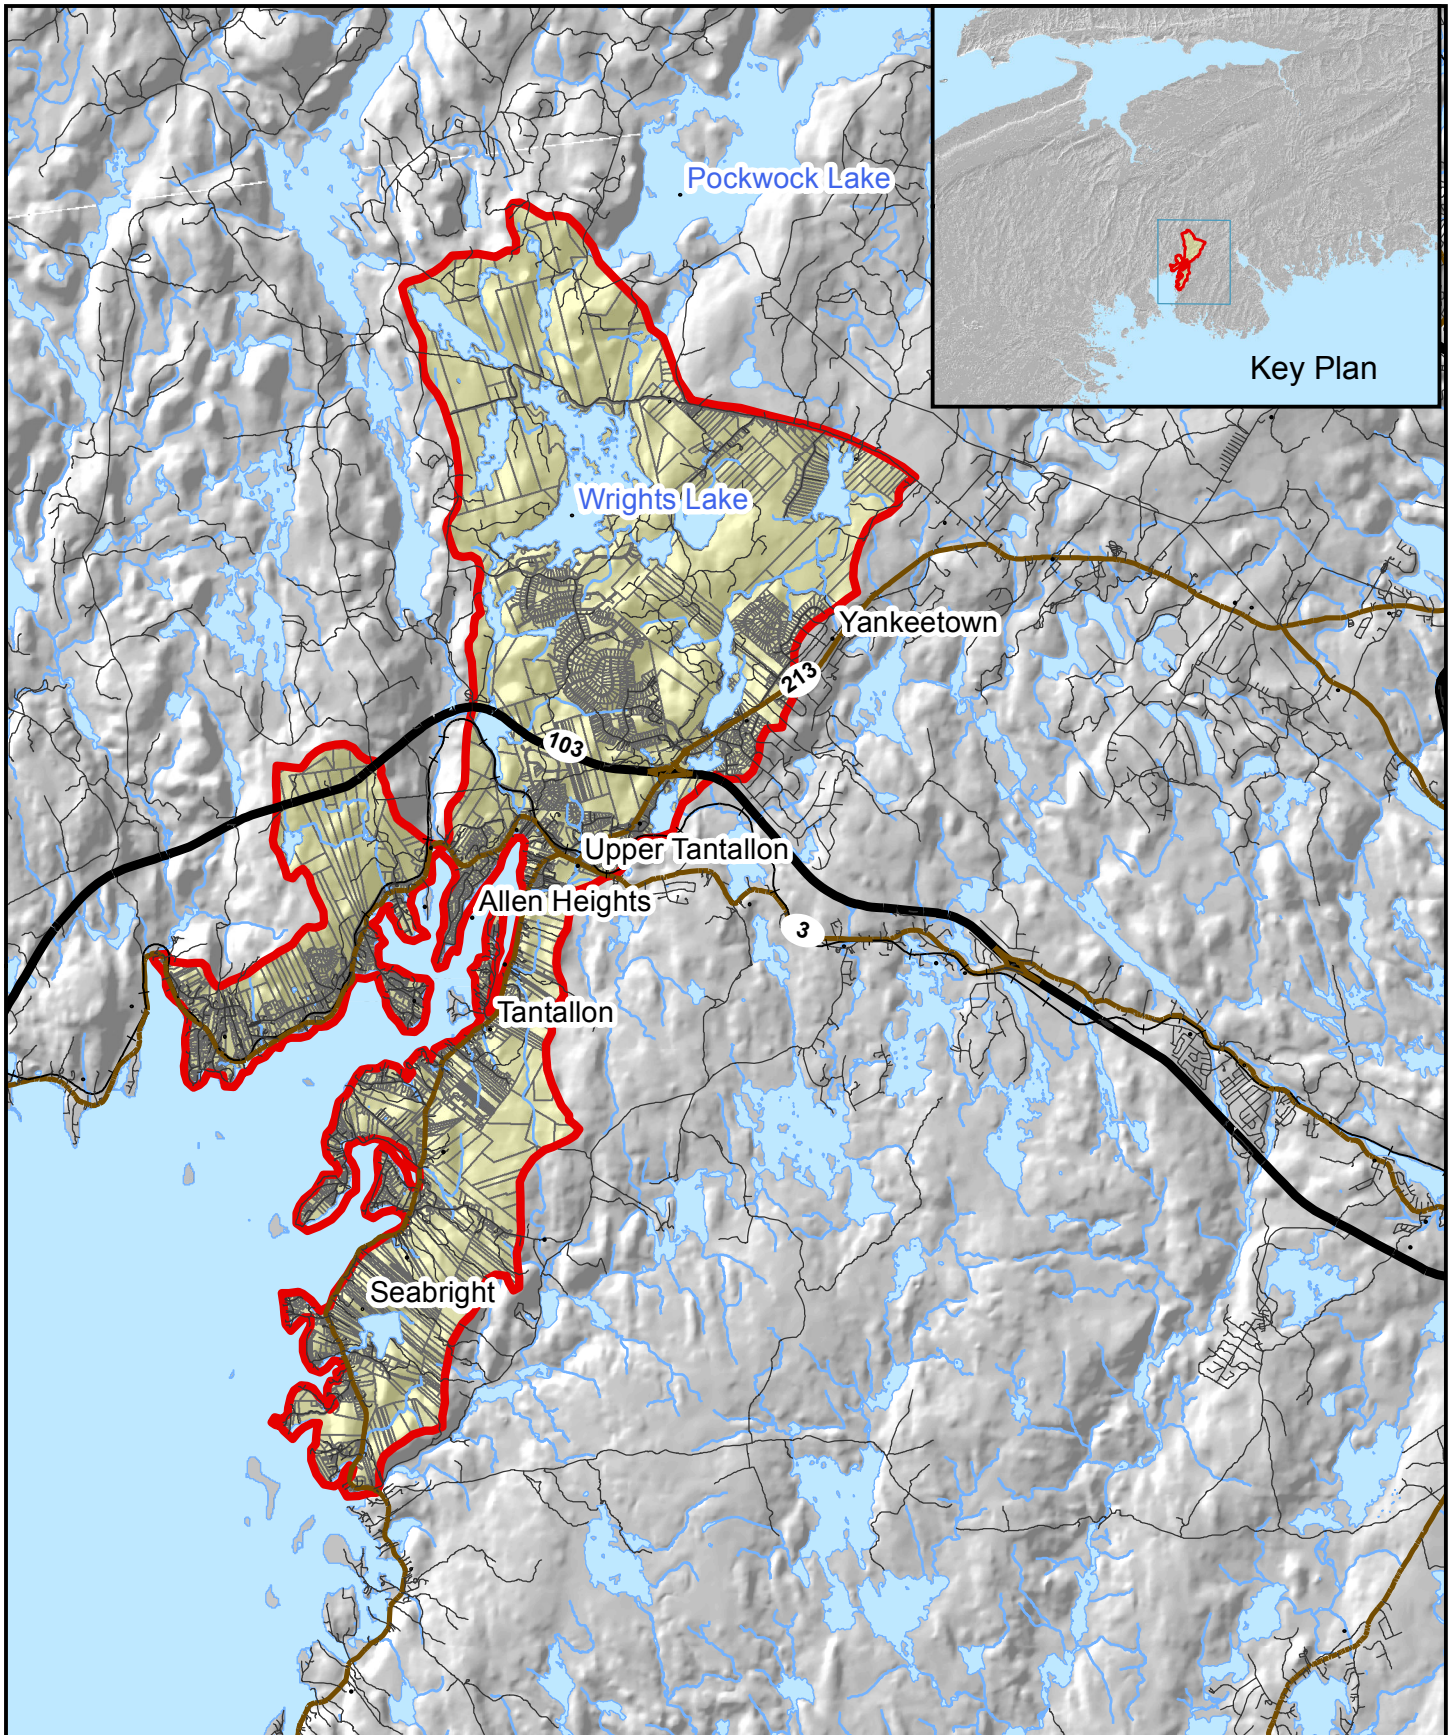 Pockwock Lake
Key Plan
Wrights Lake
Yankeetown
213
103
Upper Tantallon
Allen Heights
3
Tantallon
Seabright